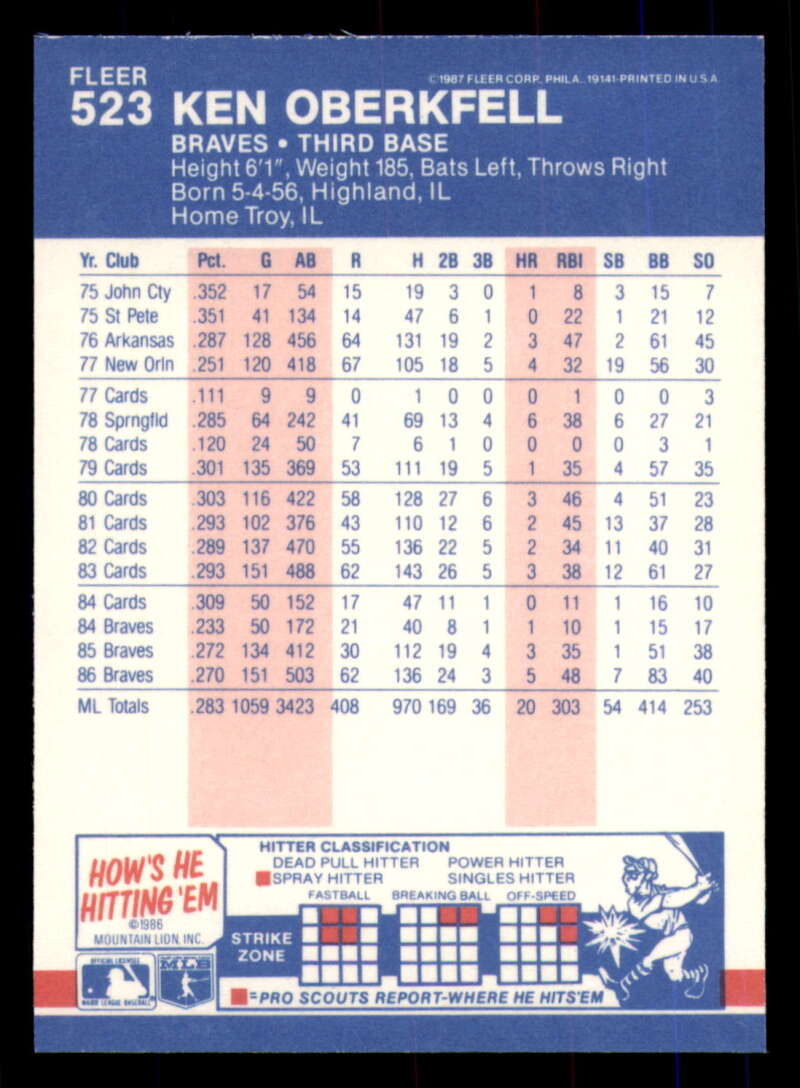 FLEER
©1987 FLEER CORP. PHILA., 19141-PRINTED IN U.S.A.
523 KEN OBERKFELL
BRAVES • THIRD BASE
Height 6'1", Weight 185, Bats Left, Throws Right
Born 5-4-56, Highland, IL
Home Troy, IL
Yr. Club Pct. G AB R H 2B 3B HR RBI SB BB SO
75 John Cty .352 17 54 15 19 3 0 1 8 3 15 7
75 St Pete .351 41 134 14 47 6 1 0 22 1 21 12
76 Arkansas .287 128 456 64 131 19 2 3 47 2 61 45
77 New Orln .251 120 418 67 105 18 5 4 32 19 56 30
77 Cards .111 9 9 0 1 0 0 0 1 0 0 3
78 Sprngfld .285 64 242 41 69 13 4 6 38 6 27 21
78 Cards .120 24 50 7 6 1 0 0 0 0 3 1
79 Cards .301 135 369 53 111 19 5 1 35 4 57 35
80 Cards .303 116 422 58 128 27 6 3 46 4 51 23
81 Cards .293 102 376 43 110 12 6 2 45 13 37 28
82 Cards .289 137 470 55 136 22 5 2 34 11 40 31
83 Cards .293 151 488 62 143 26 5 3 38 12 61 27
84 Cards .309 50 152 17 47 11 1 0 11 1 16 10
84 Braves .233 50 172 21 40 8 1 1 10 1 15 17
85 Braves .272 134 412 30 112 19 4 3 35 1 51 38
86 Braves .270 151 503 62 136 24 3 5 48 7 83 40
ML Totals .283 1059 3423 408 970 169 36 20 303 54 414 253
HOW'S HE
HITTING 'EM
©1986
MOUNTAIN LION, INC.
HITTER CLASSIFICATION
DEAD PULL HITTER POWER HITTER
SPRAY HITTER SINGLES HITTER
FASTBALL BREAKING BALL OFF-SPEED
STRIKE
ZONE
=PRO SCOUTS REPORT-WHERE HE HITS 'EM
OFFICIAL LICENSEE
MAJOR LEAGUE BASEBALL
MLB